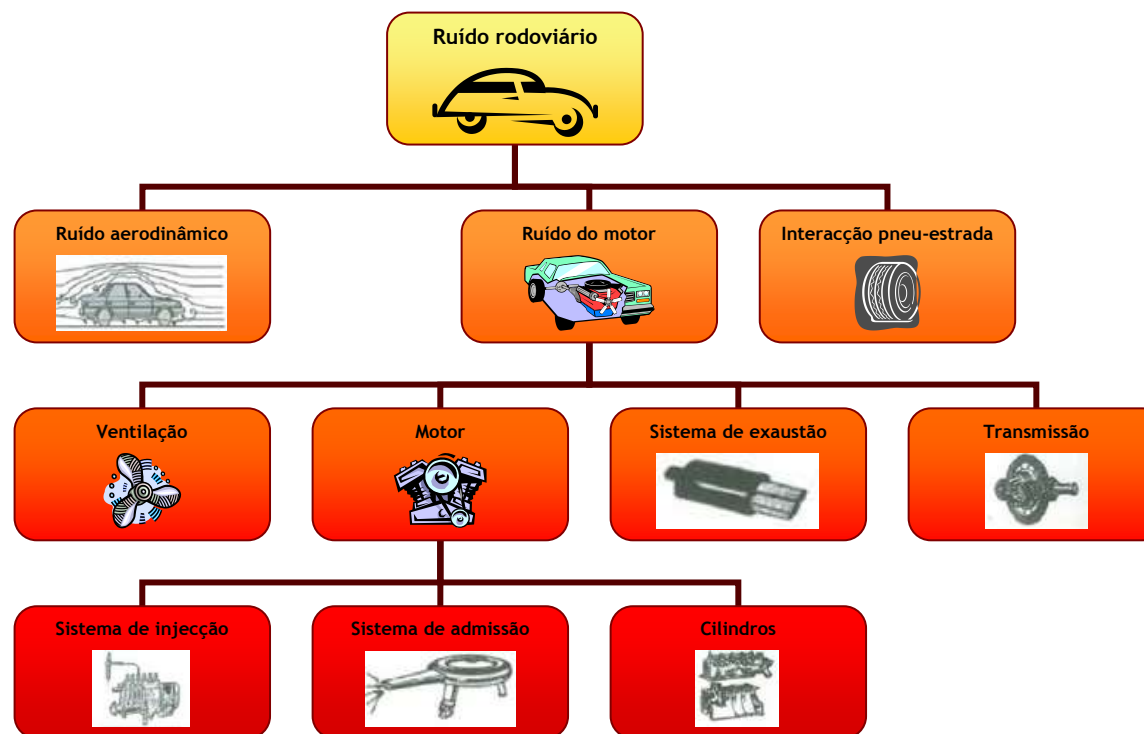 Ruído rodoviário
Ruído aerodinâmico
Ruído do motor
Interacção pneu-estrada
Ventilação
Motor
Sistema de exaustão
Transmissão
Sistema de injecção
Sistema de admissão
Cilindros